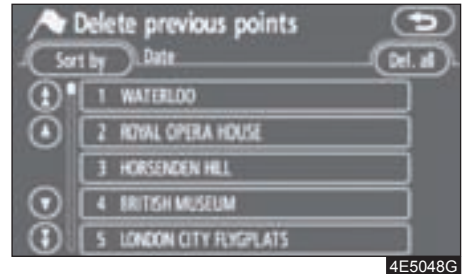 Delete previous points
Sort by Date Del. all
1 WATERLOO
2 ROYAL OPERA HOUSE
3 HORSENDEN HILL
4 BRITISH MUSEUM
5 LONDON CITY FLYGPLATS
4E5048G